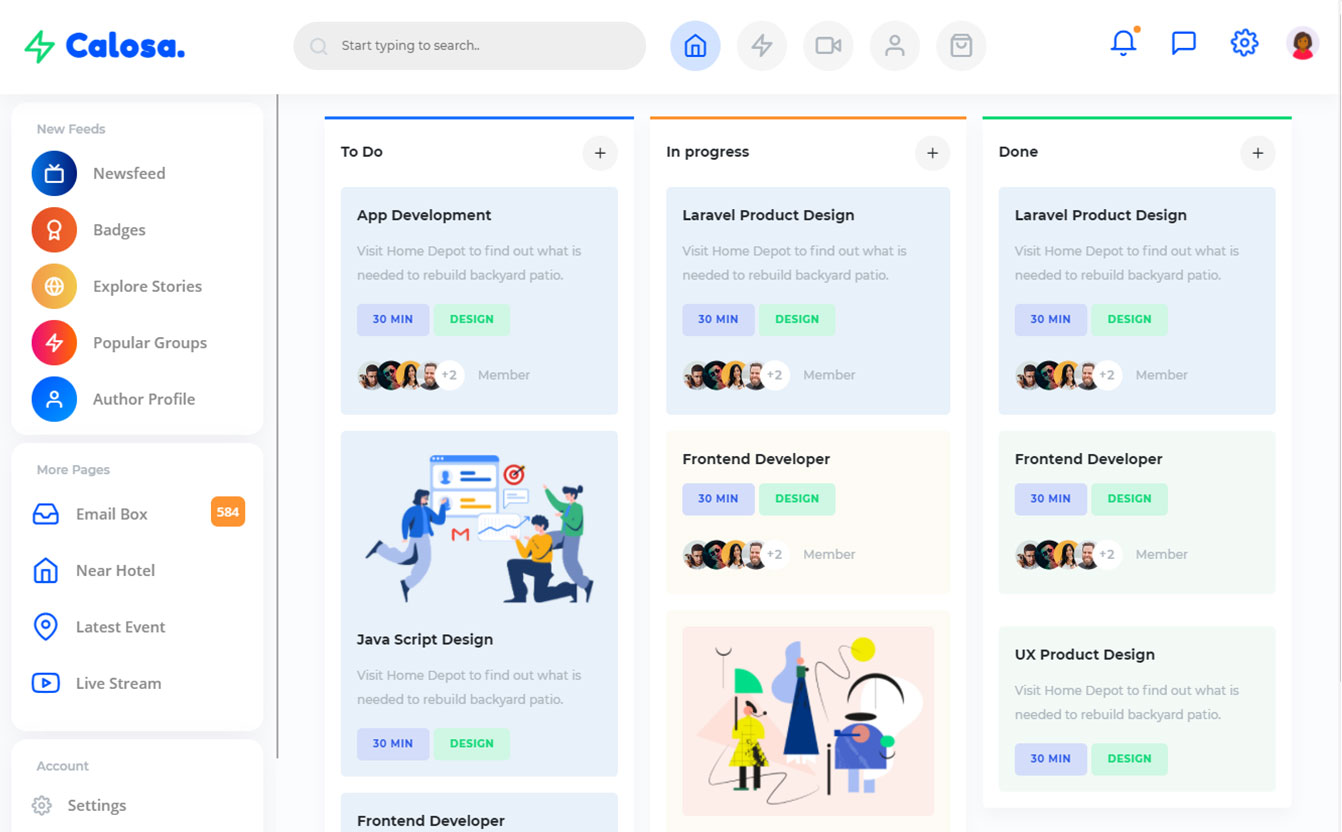 Calosa.
Start typing to search..
New Feeds
Newsfeed
Badges
Explore Stories
Popular Groups
Author Profile
More Pages
Email Box
584
Near Hotel
Latest Event
Live Stream
Account
Settings
To Do
+
App Development
Visit Home Depot to find out what is
needed to rebuild backyard patio.
30 MIN DESIGN
+2 Member
Java Script Design
Visit Home Depot to find out what is
needed to rebuild backyard patio.
30 MIN DESIGN
Frontend Developer
In progress
+
Laravel Product Design
Visit Home Depot to find out what is
needed to rebuild backyard patio.
30 MIN DESIGN
+2 Member
Frontend Developer
30 MIN DESIGN
+2 Member
Done
+
Laravel Product Design
Visit Home Depot to find out what is
needed to rebuild backyard patio.
30 MIN DESIGN
+2 Member
Frontend Developer
30 MIN DESIGN
+2 Member
UX Product Design
Visit Home Depot to find out what is
needed to rebuild backyard patio.
30 MIN DESIGN